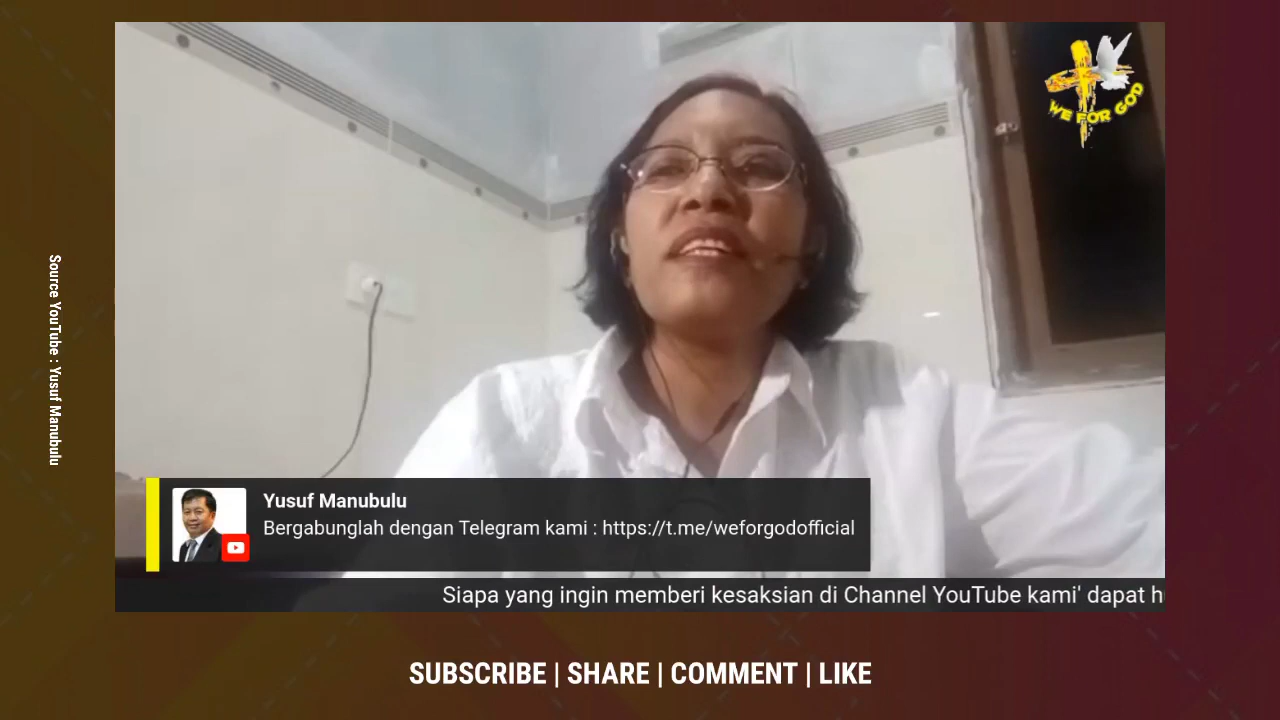 WE FOR GOD
Source YouTube : Yusuf Manubulu
Yusuf Manubulu
Bergabunglah dengan Telegram kami : https://t.me/weforgodofficial
Siapa yang ingin memberi kesaksian di Channel YouTube kami' dapat
SUBSCRIBE | SHARE | COMMENT | LIKE